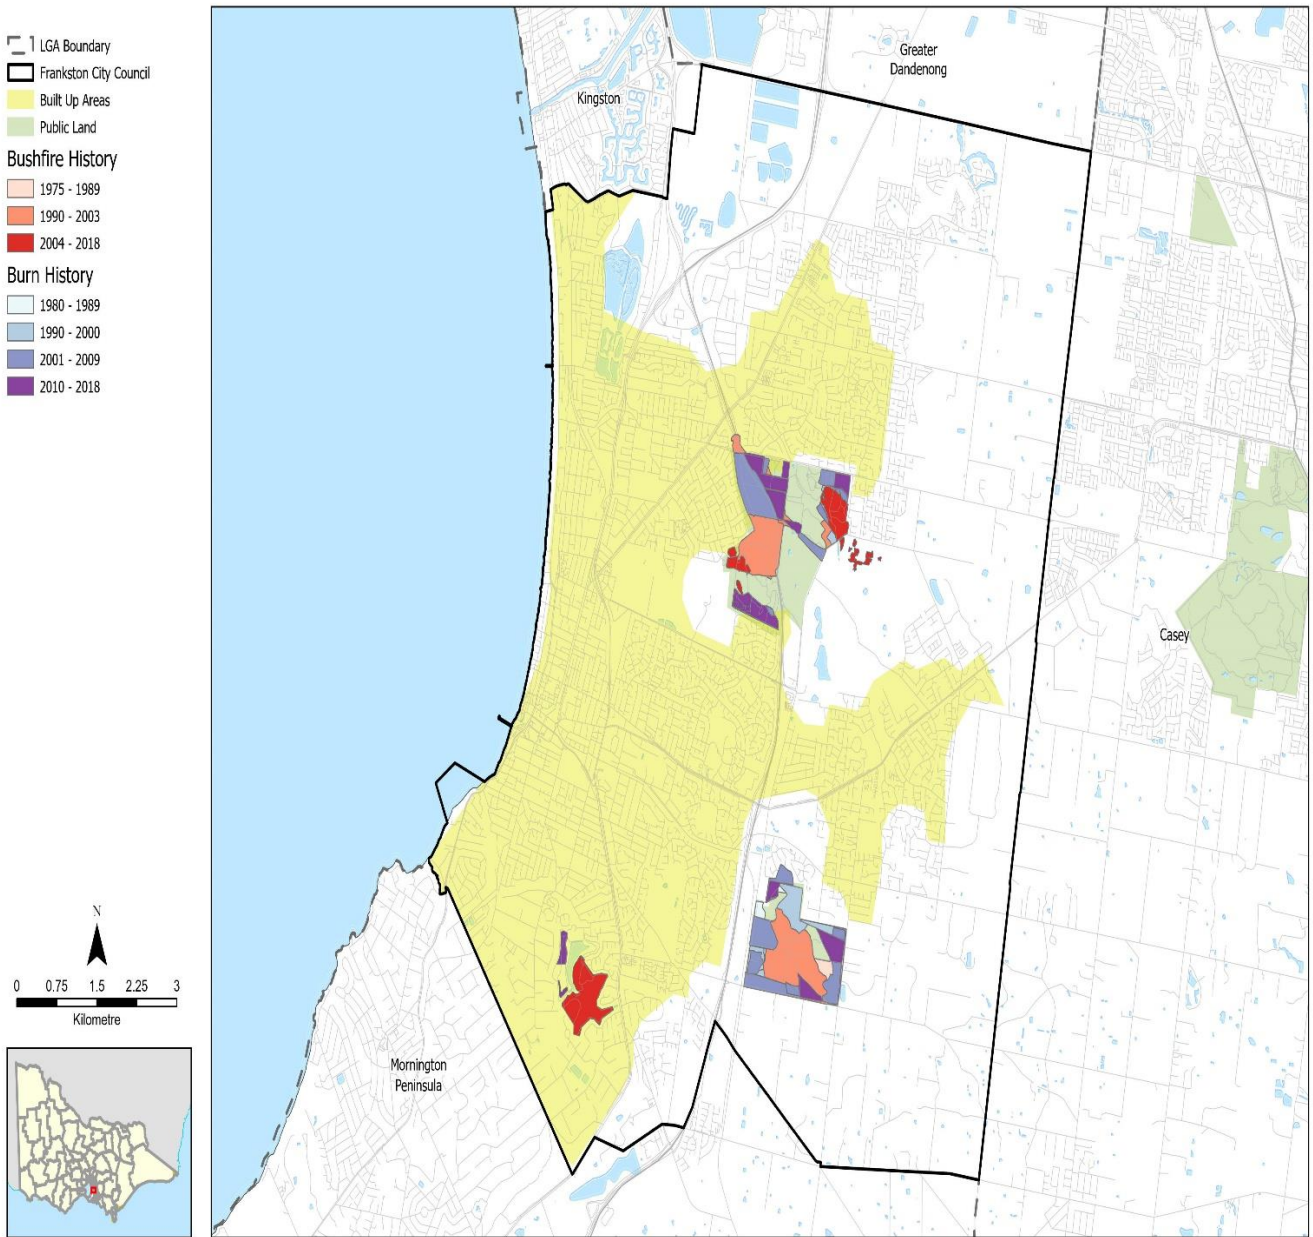 LGA Boundary
Frankston City Council
Built Up Areas
Public Land
Bushfire History
1975 - 1989
1990 - 2003
2004 - 2018
Burn History
1980 - 1989
1990 - 2000
2001 - 2009
2010 - 2018
N
0 0.75 1.5 2.25 3
Kilometre
Greater
Dandenong
Kingston
Casey
Mornington
Peninsula